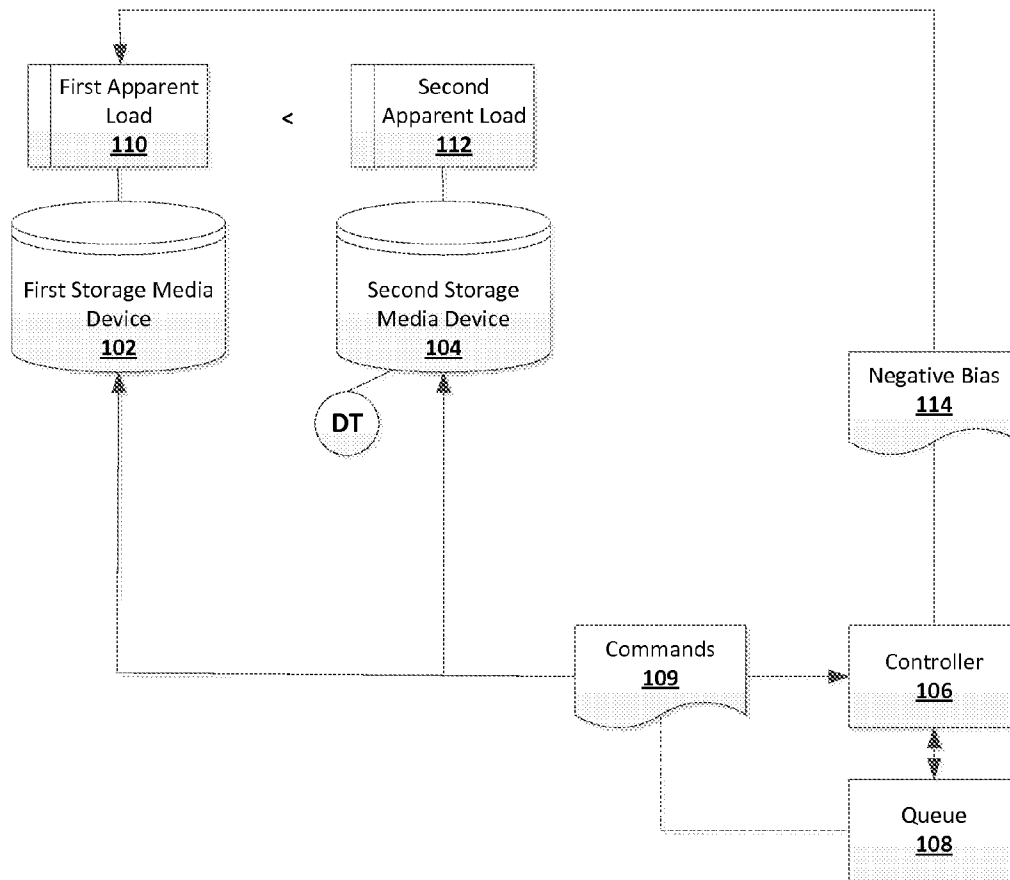 First Apparent
Load
110
<
Second
Apparent Load
112
First Storage Media
Device
102
Second Storage
Media Device
104
DT
Negative Bias
114
Commands
109
Controller
106
Queue
108